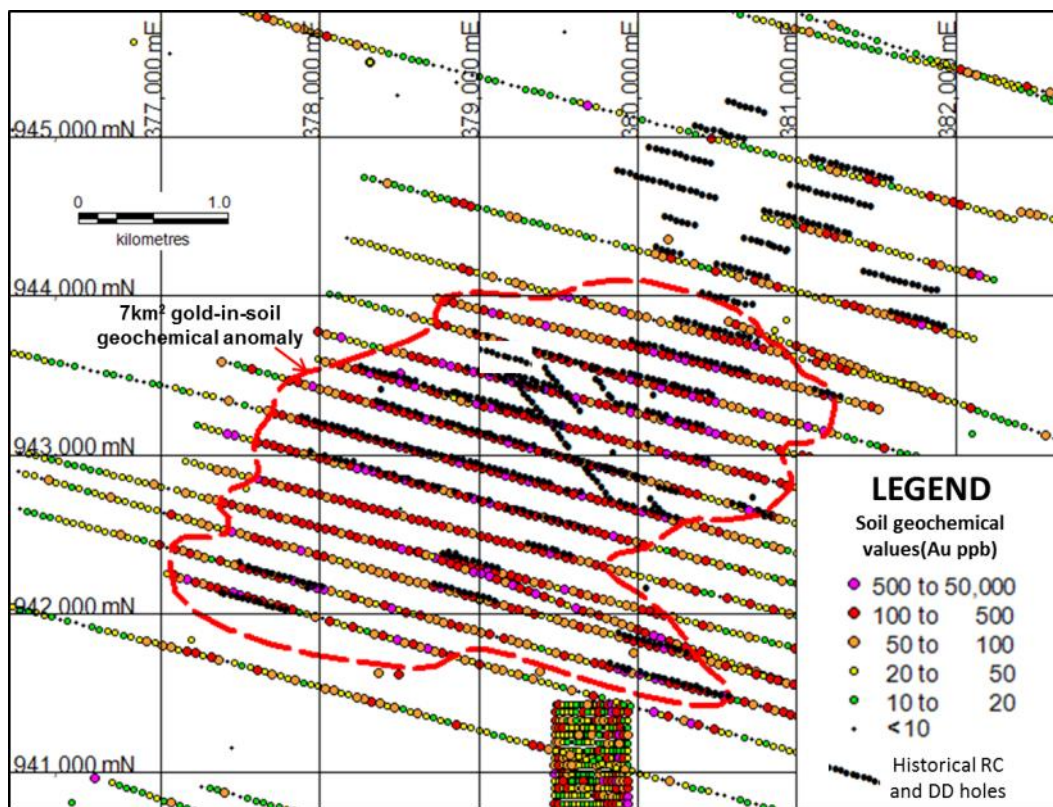 377,000 mE
378,000 mE
379,000 mE
380,000 mE
381,000 mE
382,000 mE
945,000 mN
0 1.0
kilometres
944,000 mN
7km² gold-in-soil
geochemical anomaly
943,000 mN
942,000 mN
941,000 mN
LEGEND
Soil geochemical
values(Au ppb)
500 to 50,000
100 to 500
50 to 100
20 to 50
10 to 20
<10
Historical RC
and DD holes